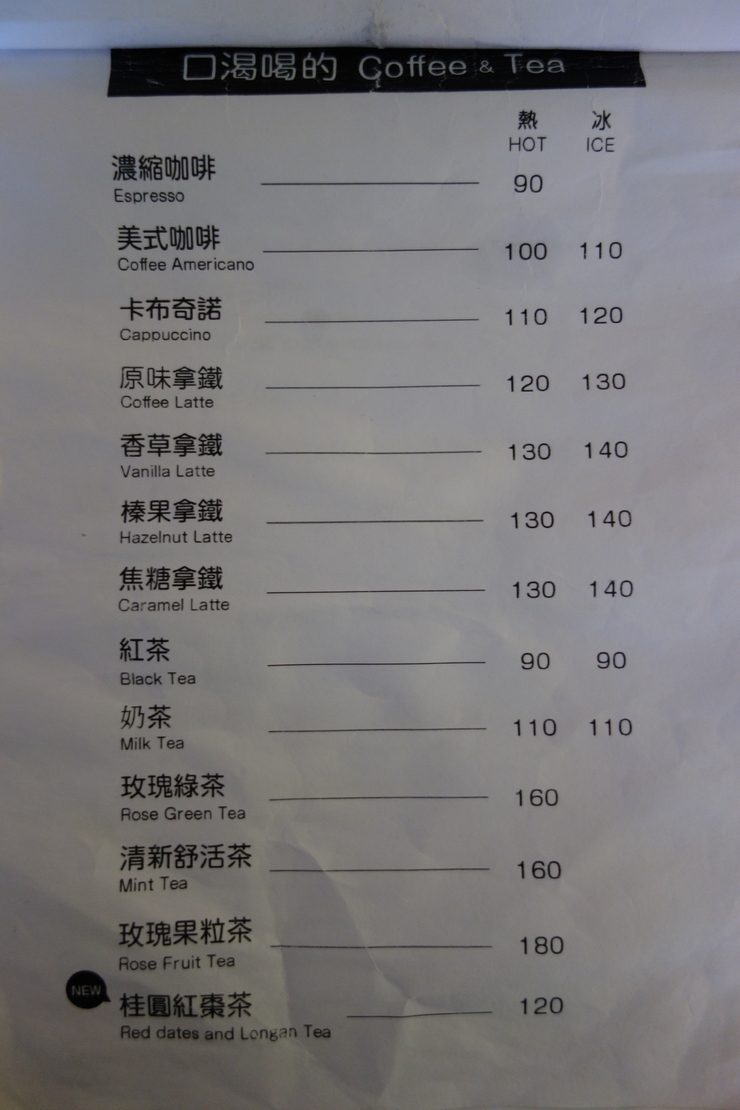 口渴喝的 Coffee & Tea
熱 冰
HOT ICE
濃縮咖啡 90
Espresso
美式咖啡 100 110
Coffee Americano
卡布奇諾 110 120
Cappuccino
原味拿鐵 120 130
Coffee Latte
香草拿鐵 130 140
Vanilla Latte
榛果拿鐵 130 140
Hazelnut Latte
焦糖拿鐵 130 140
Caramel Latte
紅茶 90 90
Black Tea
奶茶 110 110
Milk Tea
玫瑰綠茶 160
Rose Green Tea
清新舒活茶 160
Mint Tea
玫瑰果粒茶 180
Rose Fruit Tea
NEW 桂圓紅棗茶 120
Red dates and Longan Tea